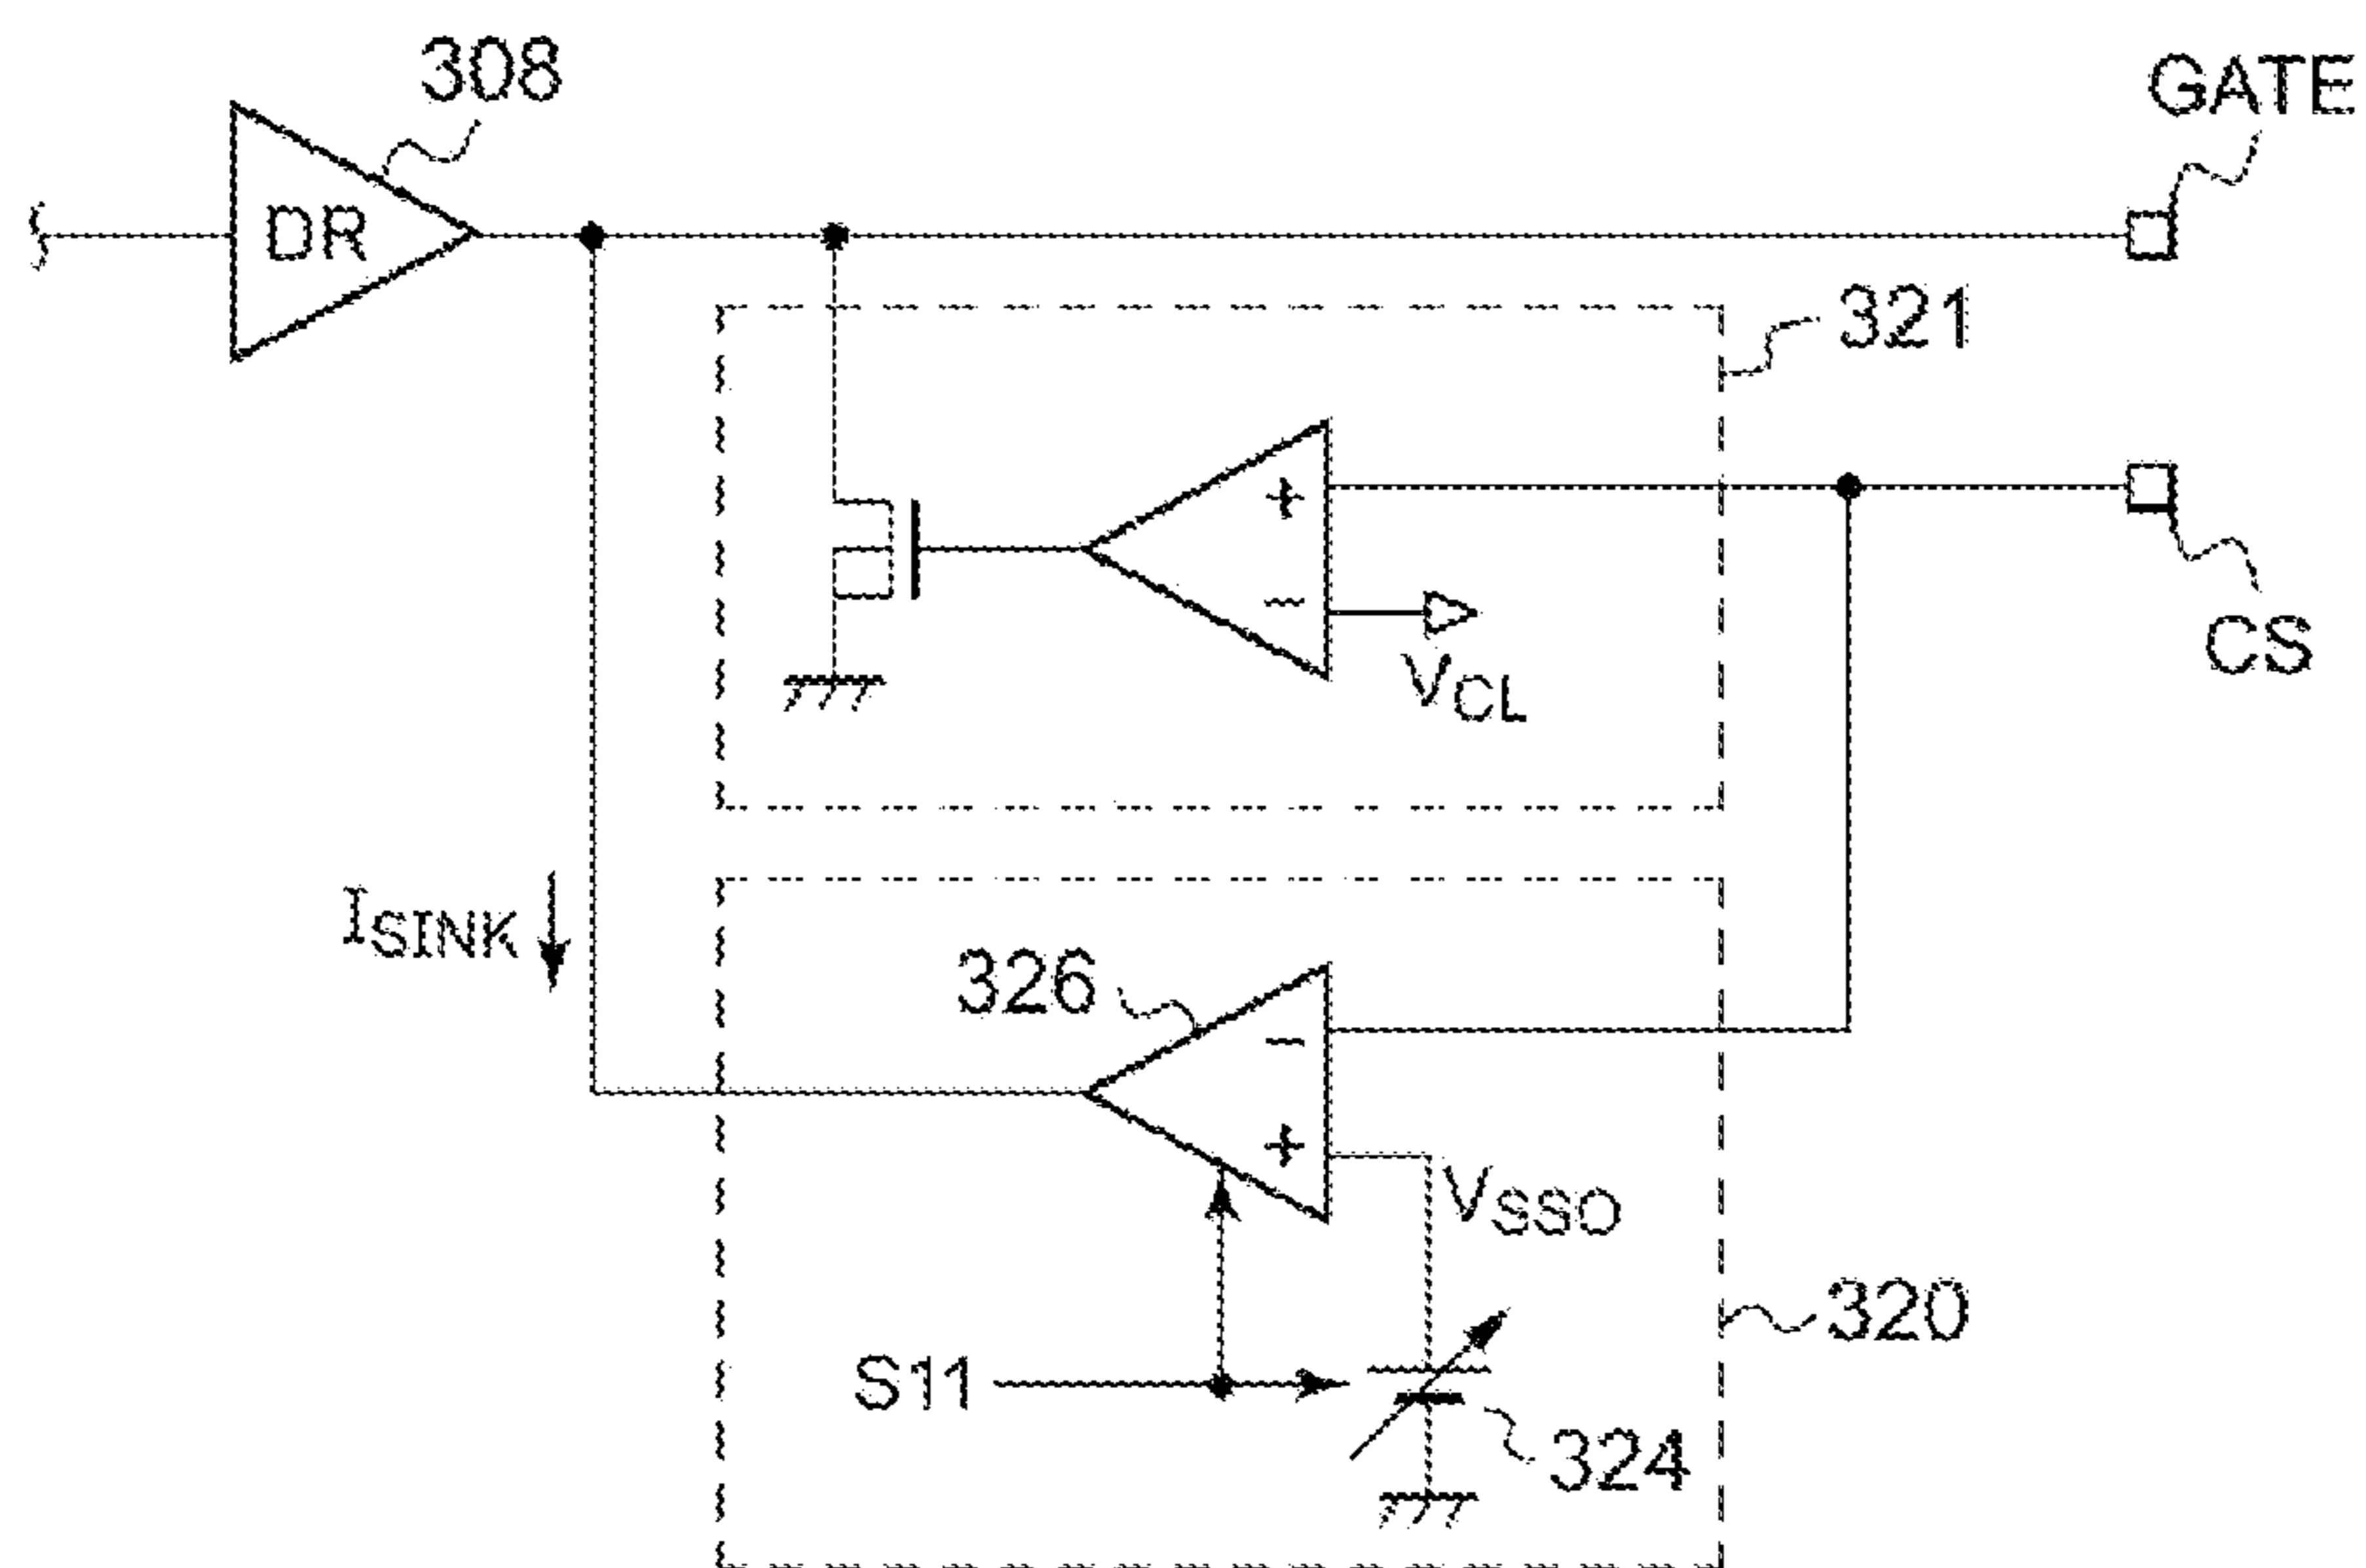 308
GATE
DR
321
+
−
VCL
CS
ISINK
326
−
+
VSSO
S11
320
324